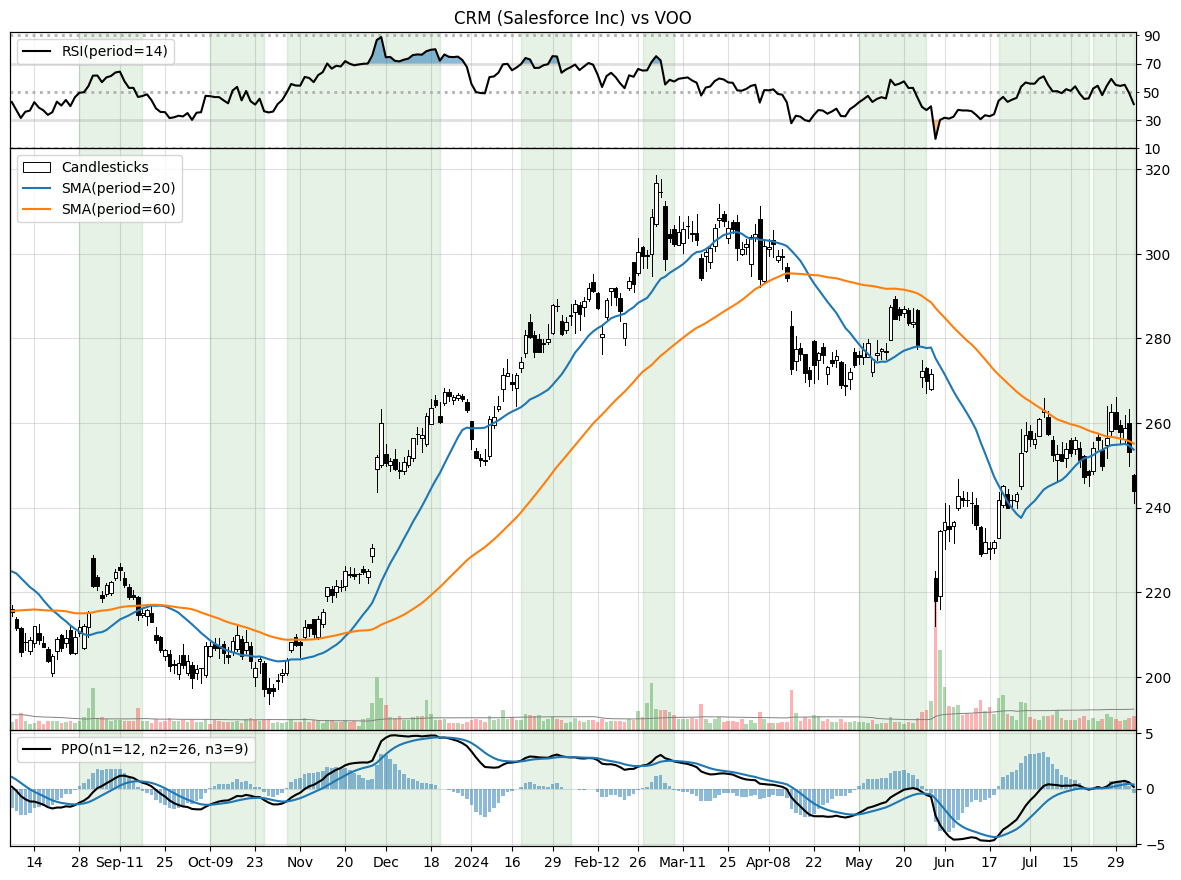 CRM (Salesforce Inc) vs VOO
RSI(period=14)
90
70
50
30
10
Candlesticks
SMA(period=20)
SMA(period=60)
320
300
280
260
240
220
200
PPO(n1=12, n2=26, n3=9)
5
0
−5
14 28 Sep-11 25 Oct-09 23 Nov 20 Dec 18 2024 16 29 Feb-12 26 Mar-11 25 Apr-08 22 May 20 Jun 17 Jul 15 29